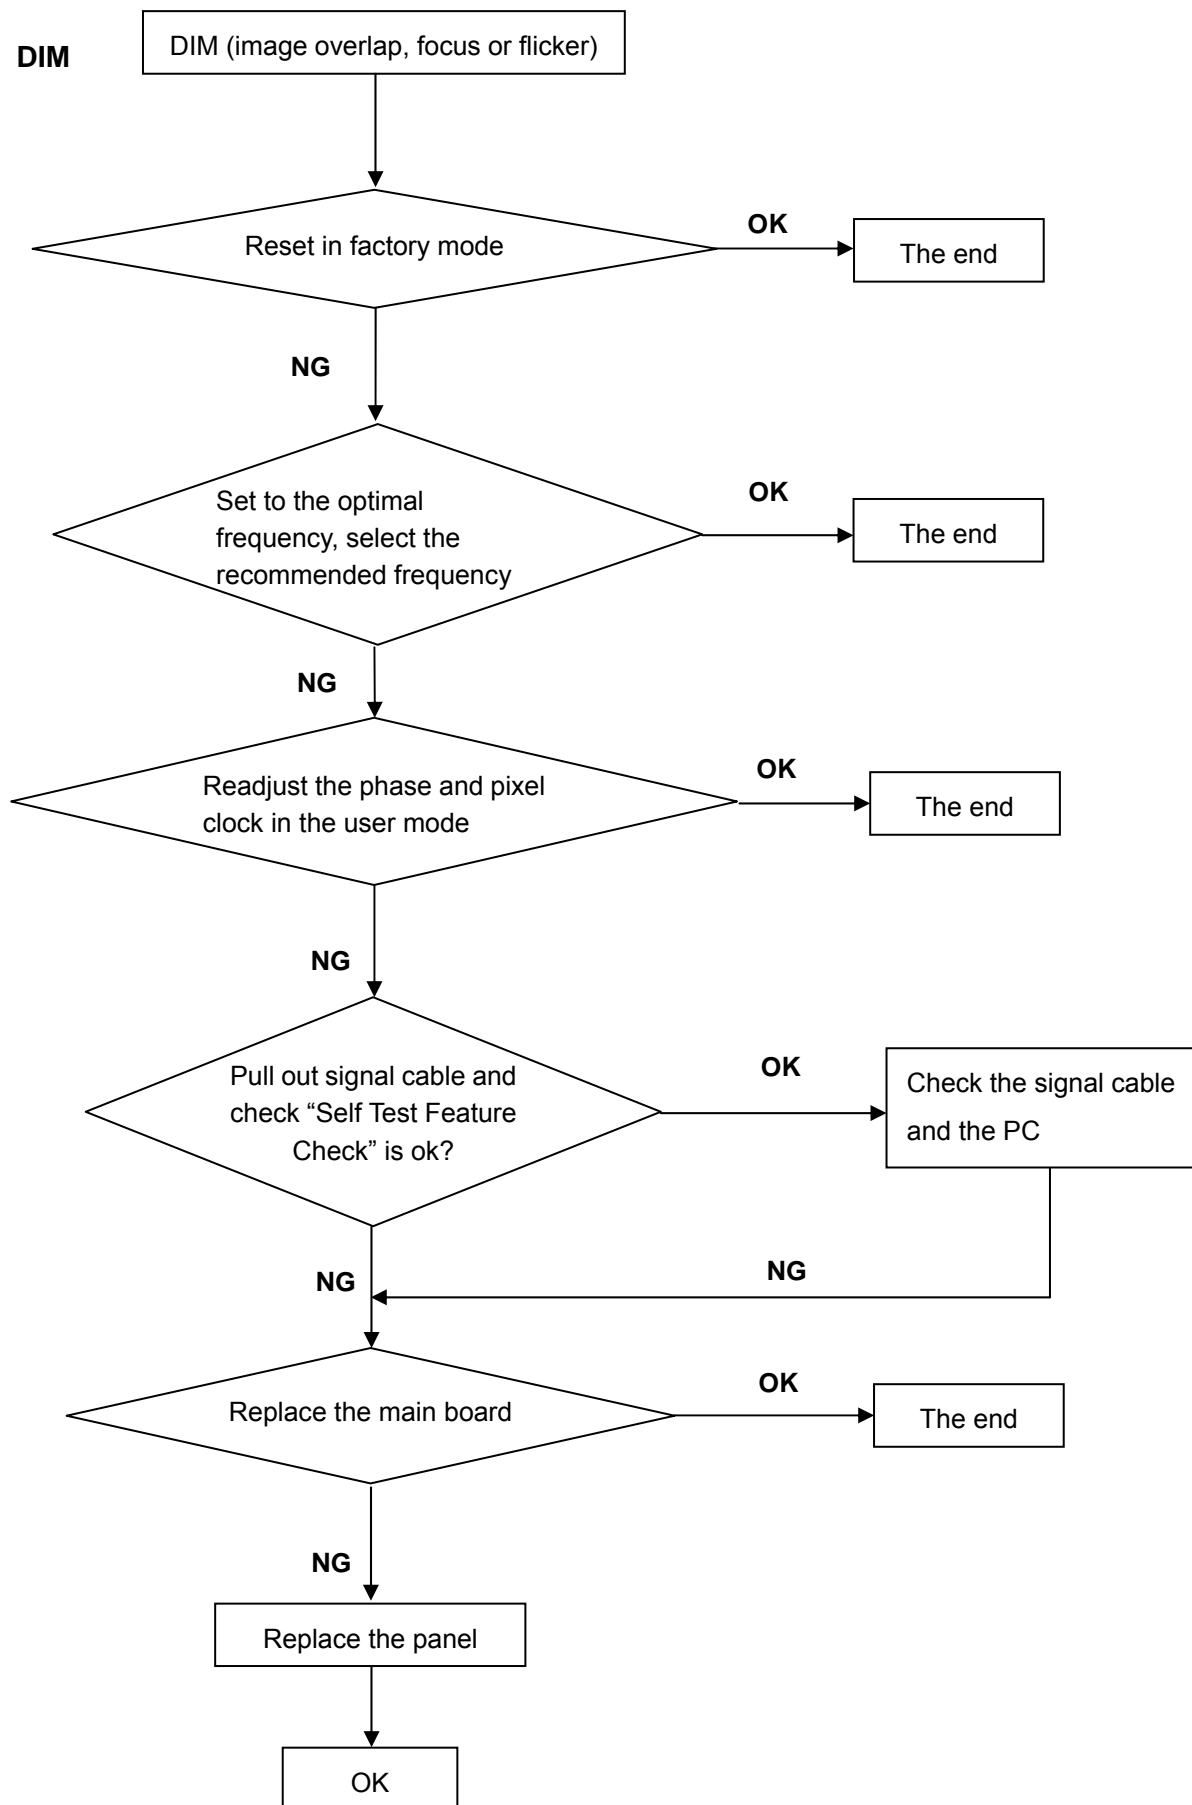 DIM
DIM (image overlap, focus or flicker)
Reset in factory mode
OK
The end
NG
Set to the optimal
frequency, select the
recommended frequency
OK
The end
NG
Readjust the phase and pixel
clock in the user mode
OK
The end
NG
Pull out signal cable and
check “Self Test Feature
Check” is ok?
OK
Check the signal cable
and the PC
NG
NG
Replace the main board
OK
The end
NG
Replace the panel
OK